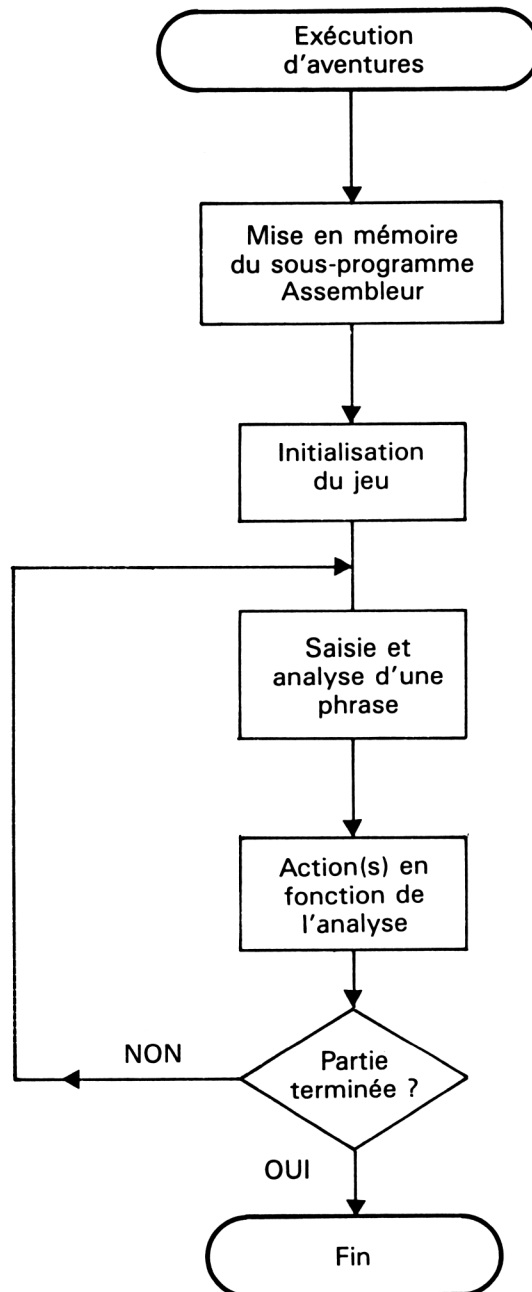 Exécution
d'aventures
Mise en mémoire
du sous-programme
Assembleur
Initialisation
du jeu
Saisie et
analyse d'une
phrase
Action(s) en
fonction de
l'analyse
NON
Partie
terminée ?
OUI
Fin